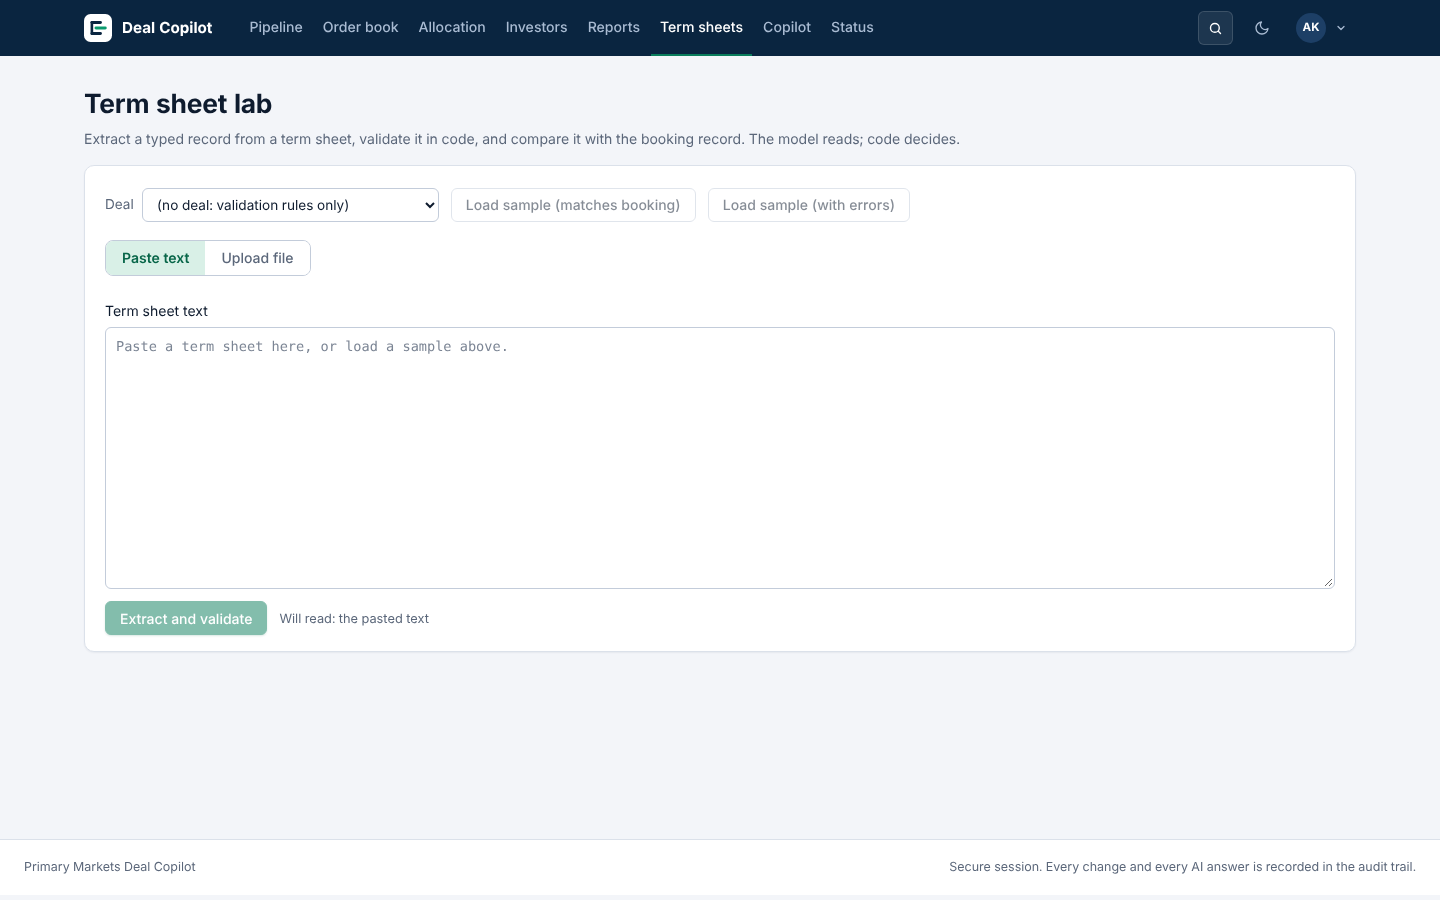 Deal Copilot
Pipeline Order book Allocation Investors Reports Term sheets Copilot Status
AK
Term sheet lab
Extract a typed record from a term sheet, validate it in code, and compare it with the booking record. The model reads; code decides.
Deal (no deal: validation rules only) Load sample (matches booking) Load sample (with errors)
Paste text Upload file
Term sheet text
Paste a term sheet here, or load a sample above.
Extract and validate Will read: the pasted text
Primary Markets Deal Copilot Secure session. Every change and every AI answer is recorded in the audit trail.